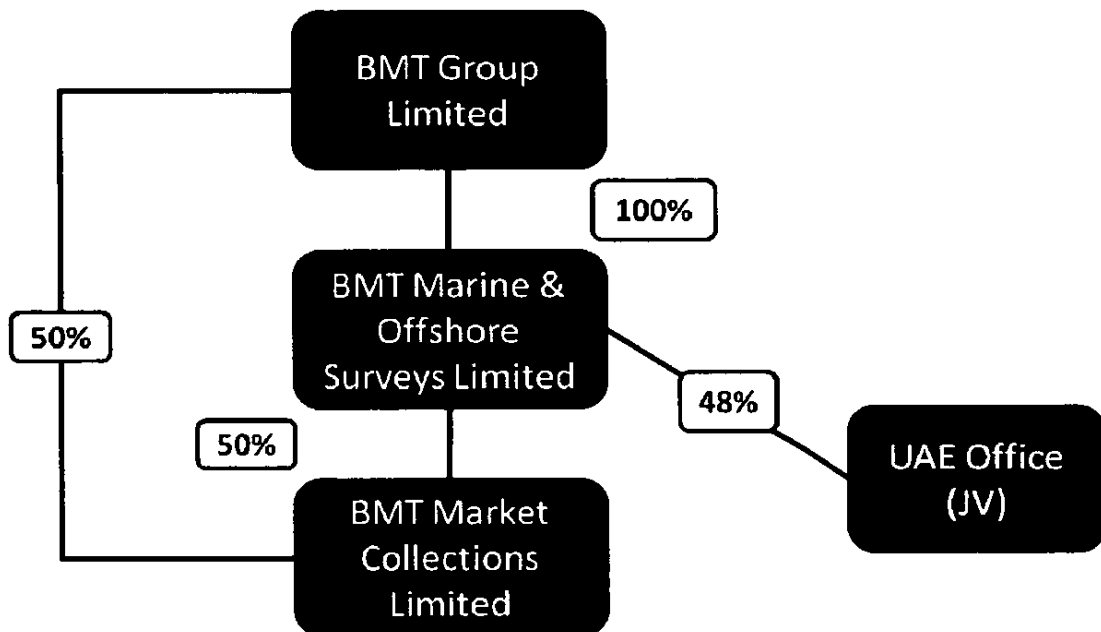 BMT Group
Limited
100%
BMT Marine &
Offshore
Surveys Limited
50%
48%
50%
UAE Office
(JV)
BMT Market
Collections
Limited